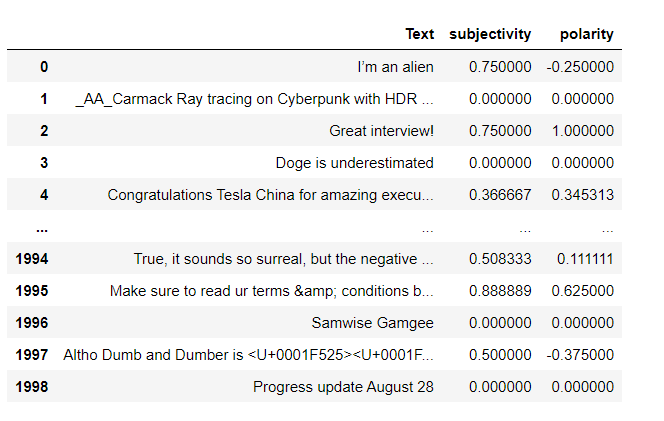 Text subjectivity polarity
0 I'm an alien 0.750000 -0.250000
1 _AA_Carmack Ray tracing on Cyberpunk with HDR ... 0.000000 0.000000
2 Great interview! 0.750000 1.000000
3 Doge is underestimated 0.000000 0.000000
4 Congratulations Tesla China for amazing execu... 0.366667 0.345313
... ... ... ...
1994 True, it sounds so surreal, but the negative ... 0.508333 0.111111
1995 Make sure to read ur terms &amp; conditions b... 0.888889 0.625000
1996 Samwise Gamgee 0.000000 0.000000
1997 Altho Dumb and Dumber is <U+0001F525><U+0001F... 0.500000 -0.375000
1998 Progress update August 28 0.000000 0.000000